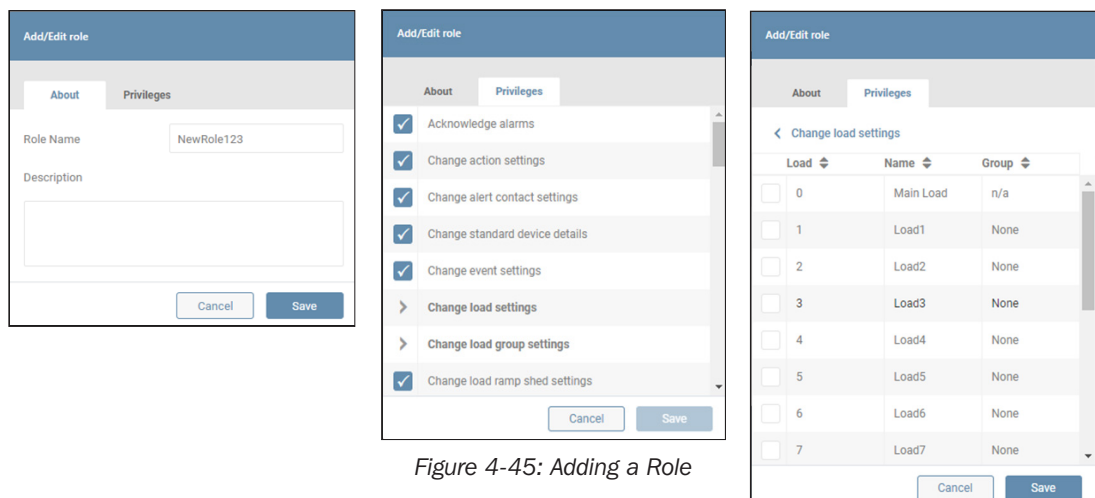 Add/Edit role
About Privileges
Role Name NewRole123
Description
Cancel Save
Add/Edit role
About Privileges
Acknowledge alarms
Change action settings
Change alert contact settings
Change standard device details
Change event settings
Change load settings
Change load group settings
Change load ramp shed settings
Cancel Save
Add/Edit role
About Privileges
Change load settings
Load Name Group
0 Main Load n/a
1 Load1 None
2 Load2 None
3 Load3 None
4 Load4 None
5 Load5 None
6 Load6 None
7 Load7 None
Cancel Save
Figure 4-45: Adding a Role